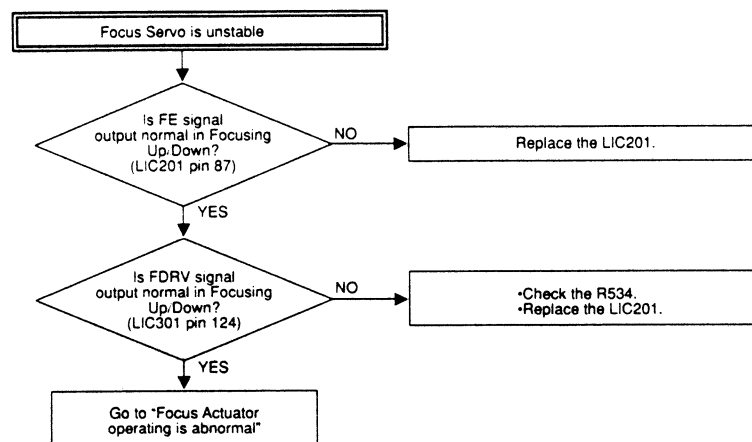 Focus Servo is unstable
Is FE signal
output normal in Focusing
Up/Down?
(LIC201 pin 87)
NO
Replace the LIC201.
YES
Is FDRV signal
output normal in Focusing
Up/Down?
(LIC301 pin 124)
NO
•Check the R534.
•Replace the LIC201.
YES
Go to "Focus Actuator
operating is abnormal"